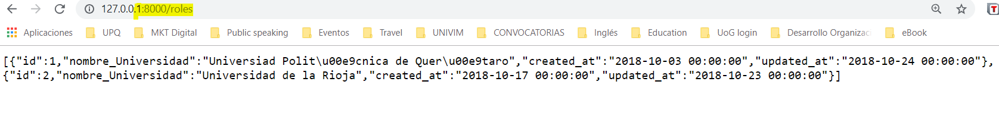 127.0.0.1:8000/roles
Aplicaciones UPQ MKT Digital Public speaking Eventos Travel UNIVIM CONVOCATORIAS Inglés Education UoG login Desarrollo Organizac eBook
[{"id":1,"nombre_Universidad":"Universiad Polit\u00e9cnica de Quer\u00e9taro","created_at":"2018-10-03 00:00:00","updated_at":"2018-10-24 00:00:00"},
{"id":2,"nombre_Universidad":"Universidad de la Rioja","created_at":"2018-10-17 00:00:00","updated_at":"2018-10-23 00:00:00"}]